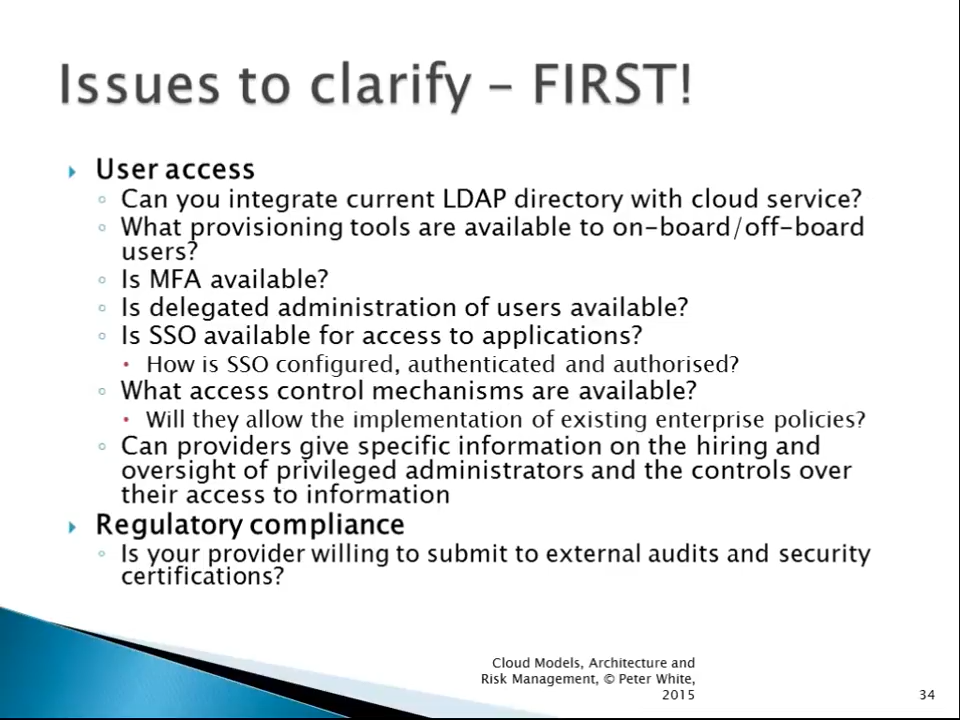 Issues to clarify – FIRST!
User access
Can you integrate current LDAP directory with cloud service?
What provisioning tools are available to on-board/off-board
users?
Is MFA available?
Is delegated administration of users available?
Is SSO available for access to applications?
How is SSO configured, authenticated and authorised?
What access control mechanisms are available?
Will they allow the implementation of existing enterprise policies?
Can providers give specific information on the hiring and
oversight of privileged administrators and the controls over
their access to information
Regulatory compliance
Is your provider willing to submit to external audits and security
certifications?
Cloud Models, Architecture and
Risk Management, © Peter White,
2015
34